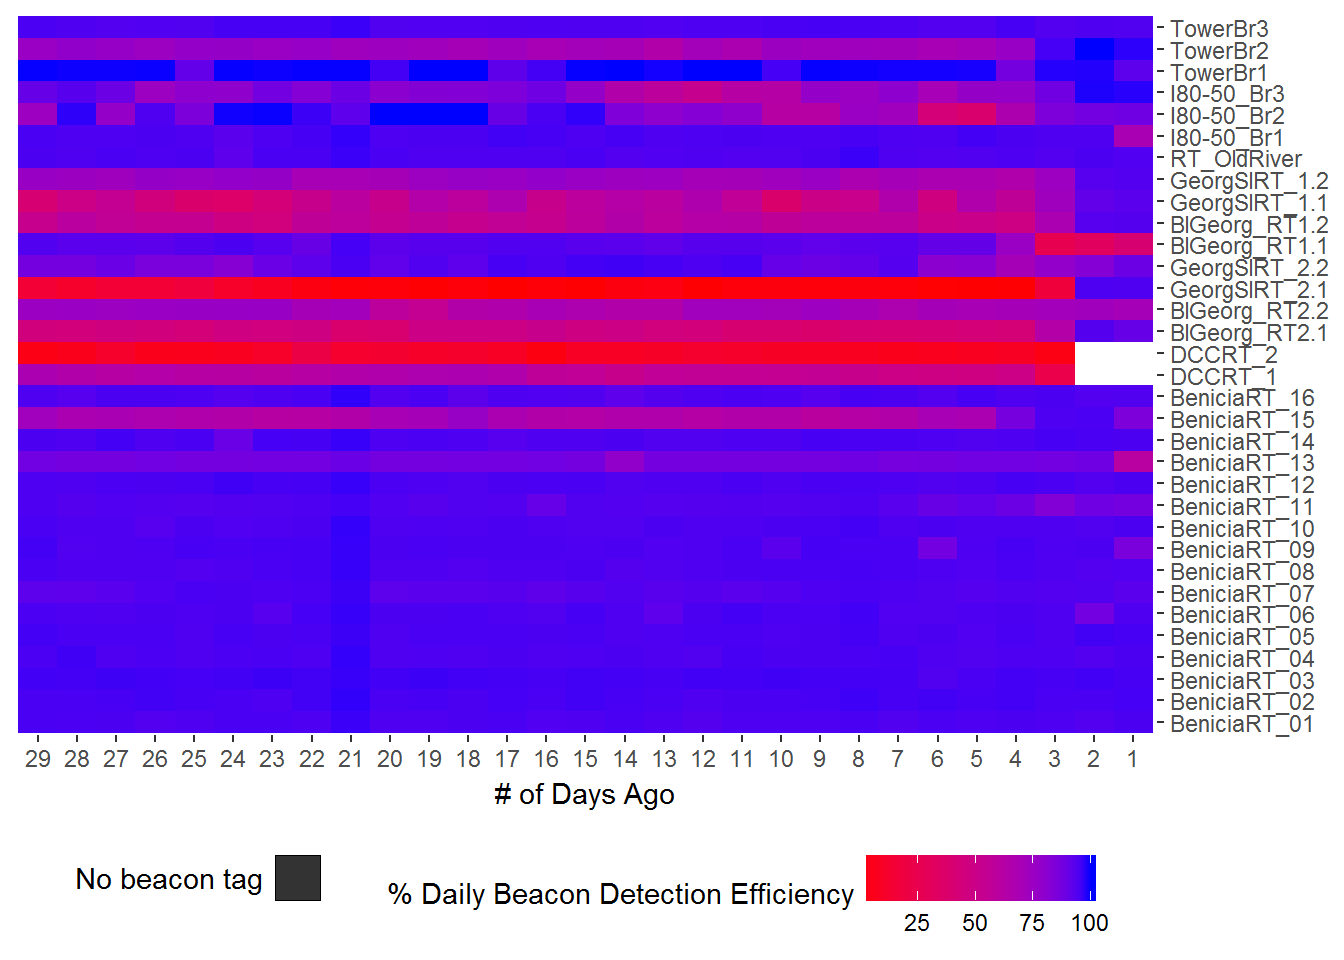 TowerBr3
TowerBr2
TowerBr1
I80-50_Br3
I80-50_Br2
I80-50_Br1
RT_OldRiver
GeorgSlRT_1.2
GeorgSlRT_1.1
BlGeorg_RT1.2
BlGeorg_RT1.1
GeorgSlRT_2.2
GeorgSlRT_2.1
BlGeorg_RT2.2
BlGeorg_RT2.1
DCCRT_2
DCCRT_1
BeniciaRT_16
BeniciaRT_15
BeniciaRT_14
BeniciaRT_13
BeniciaRT_12
BeniciaRT_11
BeniciaRT_10
BeniciaRT_09
BeniciaRT_08
BeniciaRT_07
BeniciaRT_06
BeniciaRT_05
BeniciaRT_04
BeniciaRT_03
BeniciaRT_02
BeniciaRT_01
29 28 27 26 25 24 23 22 21 20 19 18 17 16 15 14 13 12 11 10 9 8 7 6 5 4 3 2 1
# of Days Ago
No beacon tag
% Daily Beacon Detection Efficiency
25 50 75 100